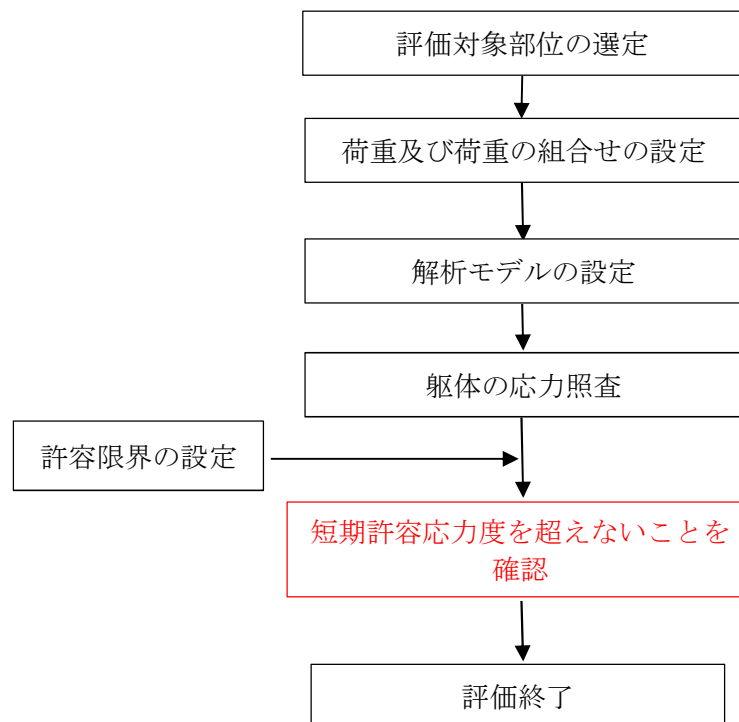 評価対象部位の選定
荷重及び荷重の組合せの設定
解析モデルの設定
躯体の応力照査
許容限界の設定
短期許容応力度を超えないことを
確認
評価終了